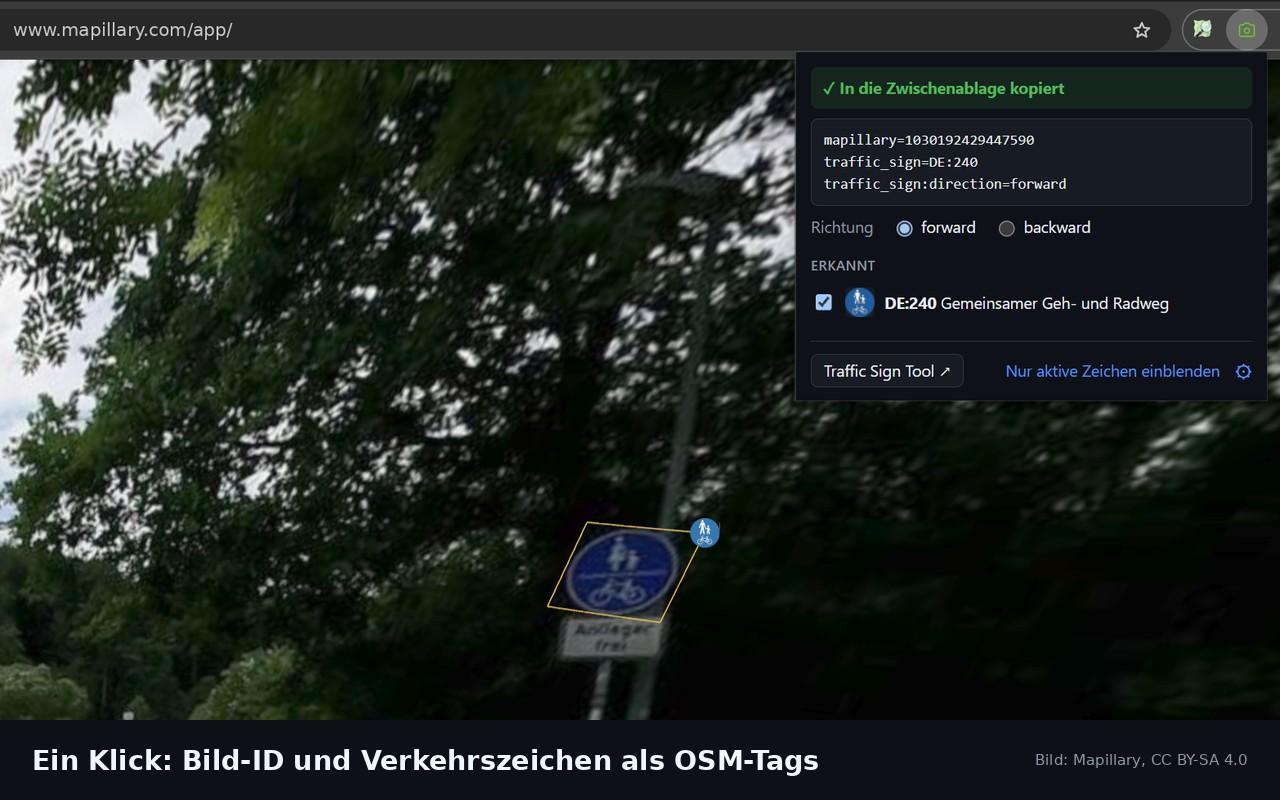 www.mapillary.com/app/
✓ In die Zwischenablage kopiert
mapillary=1030192429447590
traffic_sign=DE:240
traffic_sign:direction=forward
Richtung forward backward
ERKANNT
DE:240 Gemeinsamer Geh- und Radweg
Traffic Sign Tool ↗ Nur aktive Zeichen einblenden
Anlieger
frei
Ein Klick: Bild-ID und Verkehrszeichen als OSM-Tags
Bild: Mapillary, CC BY-SA 4.0